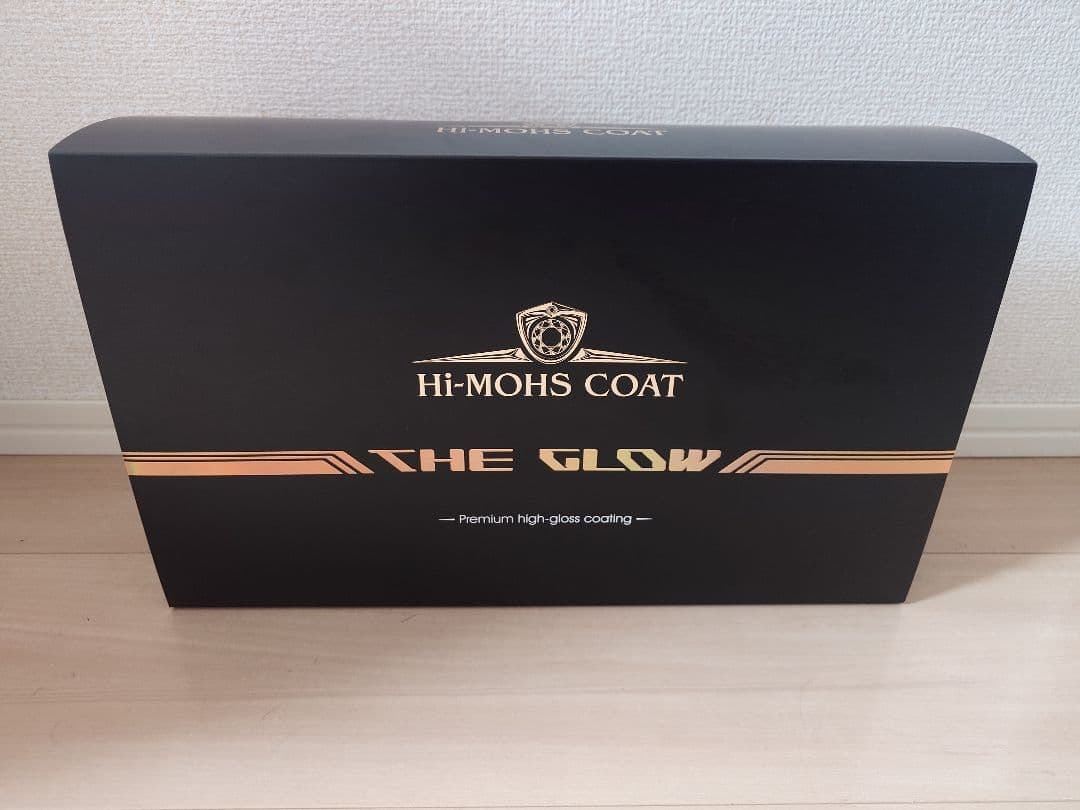 Hi-MOHS COAT
Hi-MOHS COAT
THE GLOW
Premium high-gloss coating